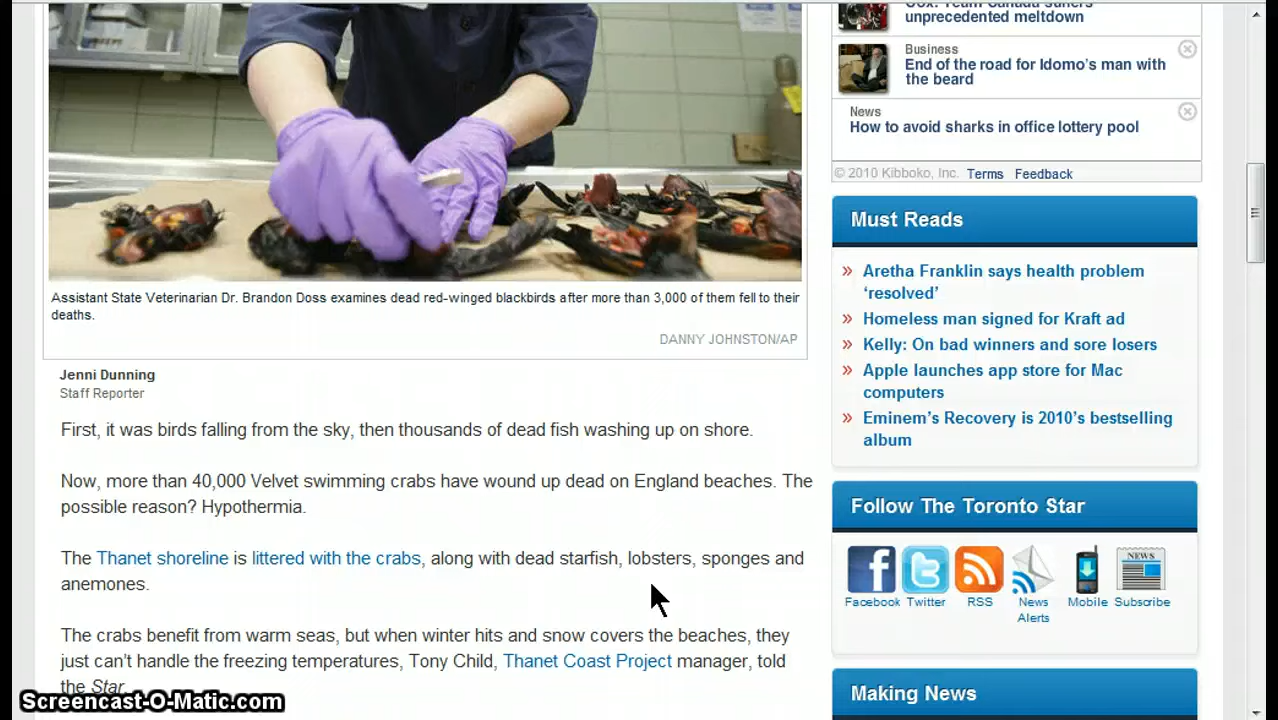 Cox: Team Canada suffers
unprecedented meltdown
Business
End of the road for Idomo's man with
the beard
News
How to avoid sharks in office lottery pool
© 2010 Kibboko, Inc. Terms Feedback
Assistant State Veterinarian Dr. Brandon Doss examines dead red-winged blackbirds after more than 3,000 of them fell to their
deaths.
DANNY JOHNSTON/AP
Jenni Dunning
Staff Reporter
First, it was birds falling from the sky, then thousands of dead fish washing up on shore.
Now, more than 40,000 Velvet swimming crabs have wound up dead on England beaches. The
possible reason? Hypothermia.
The Thanet shoreline is littered with the crabs, along with dead starfish, lobsters, sponges and
anemones.
The crabs benefit from warm seas, but when winter hits and snow covers the beaches, they
just can't handle the freezing temperatures, Tony Child, Thanet Coast Project manager, told
the Star.
Must Reads
» Aretha Franklin says health problem
‘resolved’
» Homeless man signed for Kraft ad
» Kelly: On bad winners and sore losers
» Apple launches app store for Mac
computers
» Eminem's Recovery is 2010's bestselling
album
Follow The Toronto Star
NEWS
Facebook Twitter RSS News Alerts Mobile Subscribe
Making News
Screencast-O-Matic.com